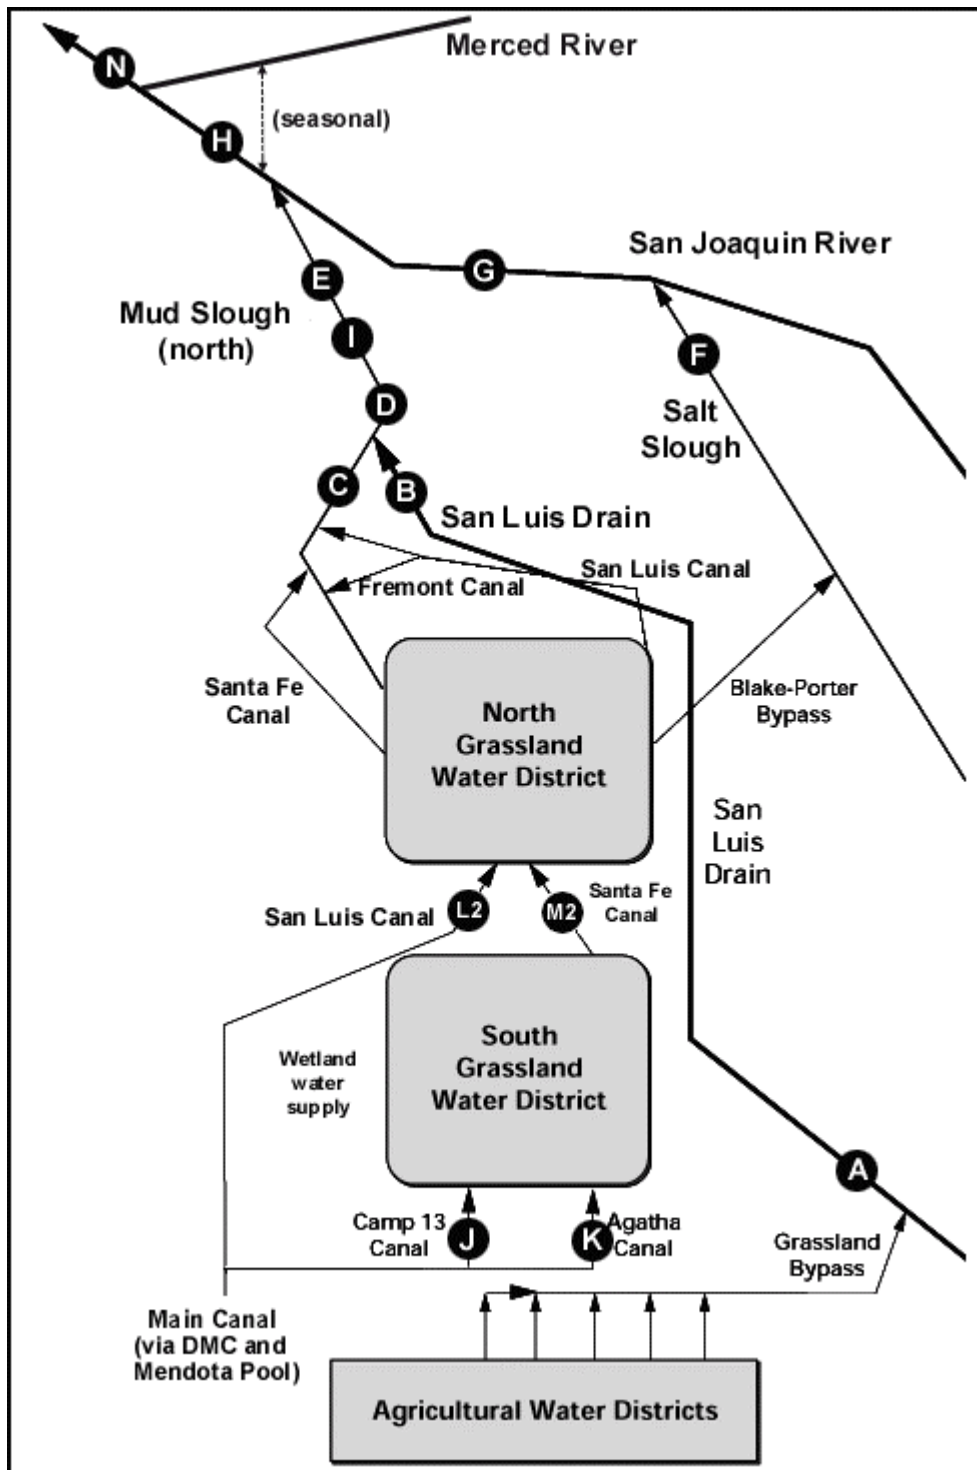 Merced River
N
(seasonal)
H
San Joaquin River
G
E
Mud Slough
(north)
I
F
D
Salt
Slough
C
B
San Luis Drain
San Luis Canal
Fremont Canal
Santa Fe
Canal
North
Grassland
Water District
Blake-Porter
Bypass
San
Luis
Drain
San Luis Canal
L2
M2
Santa Fe
Canal
South
Grassland
Water District
Wetland
water
supply
A
Camp 13
Canal
J
K
Agatha
Canal
Grassland
Bypass
Main Canal
(via DMC and
Mendota Pool)
Agricultural Water Districts